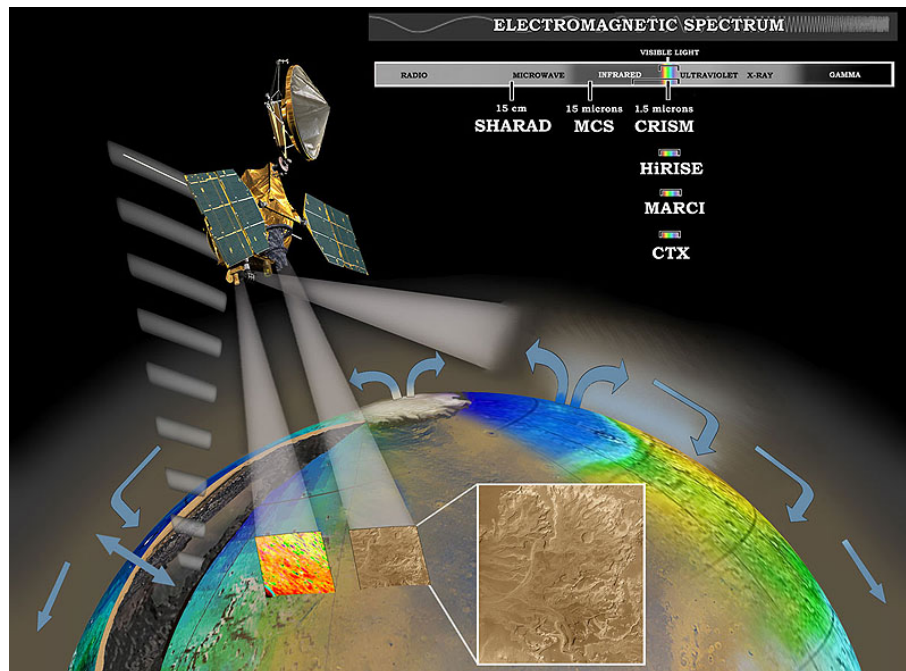 ELECTROMAGNETIC SPECTRUM
VISIBLE LIGHT
RADIO MICROWAVE INFRARED ULTRAVIOLET X-RAY GAMMA
15 cm 15 microns 1.5 microns
SHARAD MCS CRISM
HiRISE
MARCI
CTX